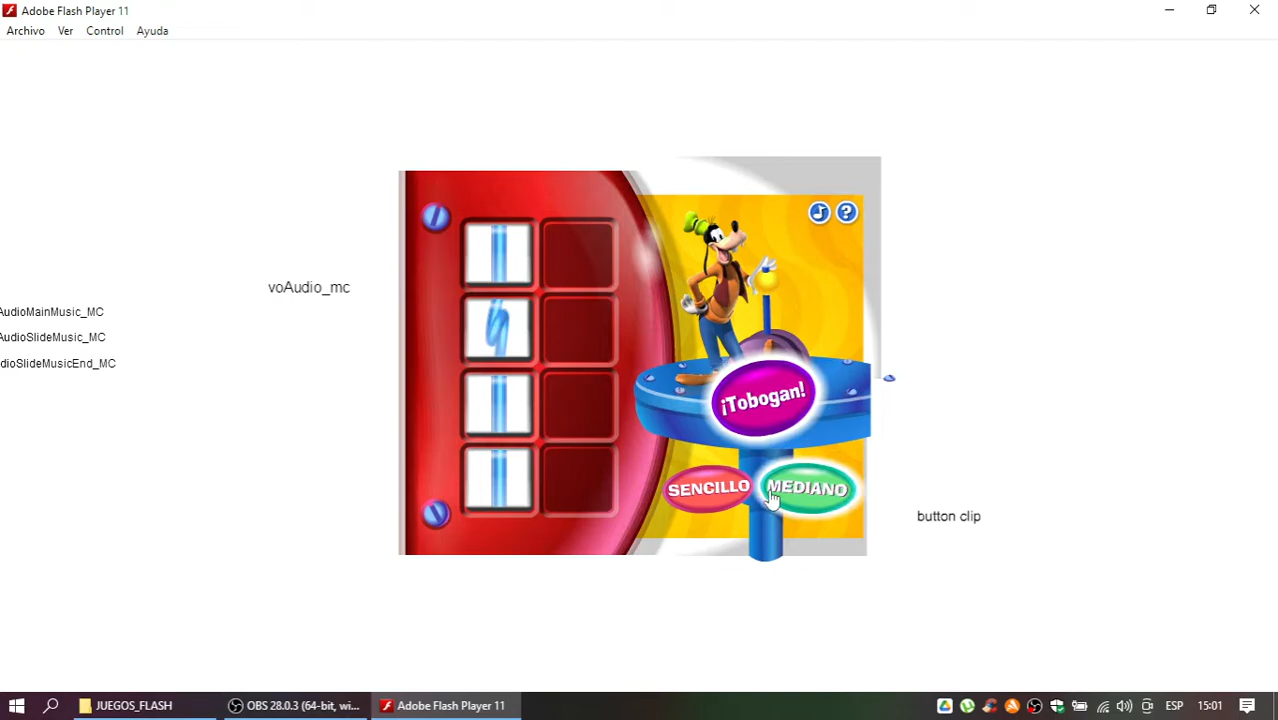 Adobe Flash Player 11
Archivo Ver Control Ayuda
voAudio_mc
AudioMainMusic_MC
AudioSlideMusic_MC
dioSlideMusicEnd_MC
?
¡Tobogan!
SENCILLO MEDIANO
button clip
JUEGOS_FLASH OBS 28.0.3 (64-bit, wi... Adobe Flash Player 11 ESP 15:01